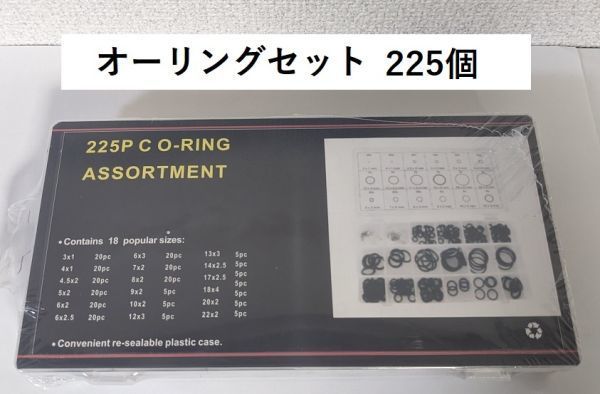 オーリングセット 225個
225P C O-RING
ASSORTMENT
• Contains 18 popular sizes:
3x1 20pc 6x3 20pc 13x3 5pc
4x1 20pc 7x2 20pc 14x2.5 5pc
4.5x2 20pc 8x2 20pc 17x2.5 5pc
5x2 20pc 9x2 5pc 18x4 5pc
6x2 20pc 10x2 5pc 20x2 5pc
6x2.5 20pc 12x3 5pc 22x2 5pc
• Convenient re-sealable plastic case.